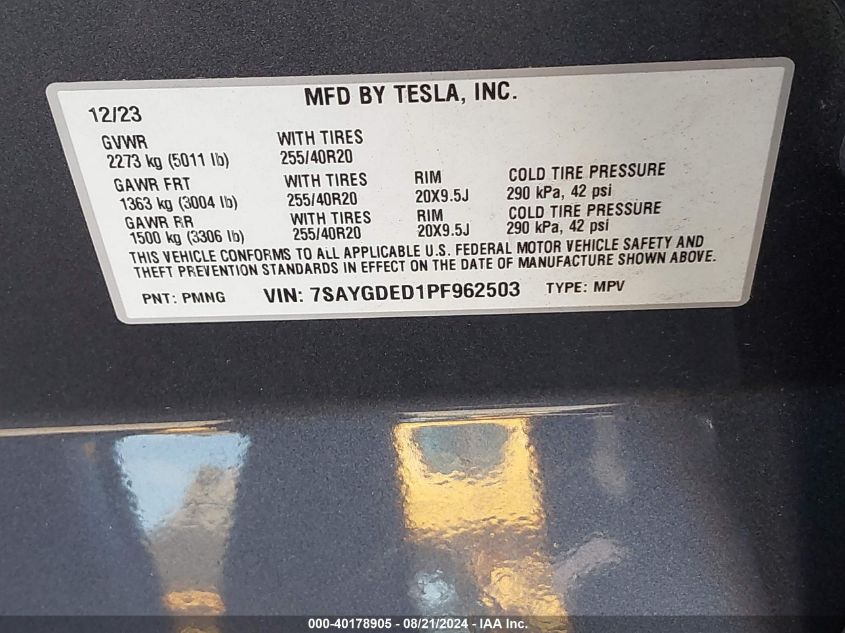 MFD BY TESLA, INC.
12/23
GVWR WITH TIRES
2273 kg (5011 lb) 255/40R20
GAWR FRT WITH TIRES RIM COLD TIRE PRESSURE
1363 kg (3004 lb) 255/40R20 20X9.5J 290 kPa, 42 psi
GAWR RR WITH TIRES RIM COLD TIRE PRESSURE
1500 kg (3306 lb) 255/40R20 20X9.5J 290 kPa, 42 psi
THIS VEHICLE CONFORMS TO ALL APPLICABLE U.S. FEDERAL MOTOR VEHICLE SAFETY AND
THEFT PREVENTION STANDARDS IN EFFECT ON THE DATE OF MANUFACTURE SHOWN ABOVE.
PNT: PMNG VIN: 7SAYGDED1PF962503 TYPE: MPV
000-40178905 - 08/21/2024 - IAA Inc.